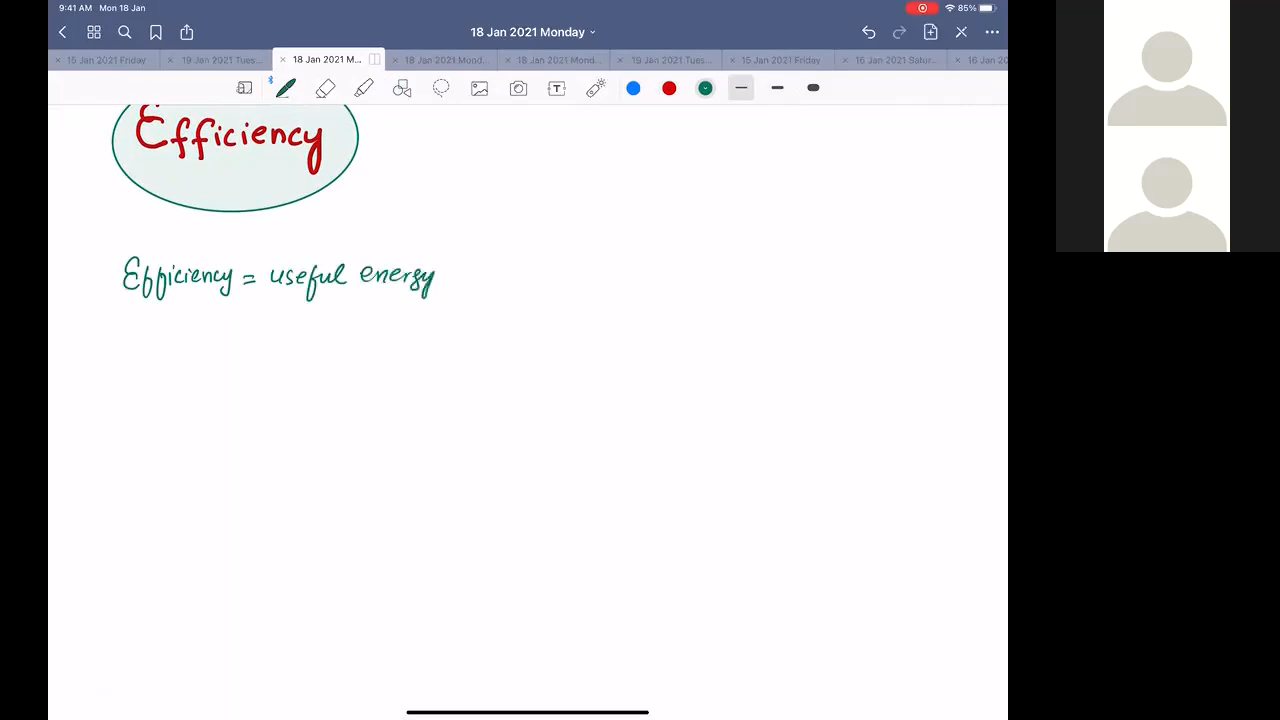 9:41 AM Mon 18 Jan 85%
18 Jan 2021 Monday
15 Jan 2021 Friday 19 Jan 2021 Tues... 18 Jan 2021 M... 18 Jan 2021 Mond... 18 Jan 2021 Mond... 19 Jan 2021 Tues... 15 Jan 2021 Friday 16 Jan 2021 Satur... 16 Jan 20
T
Efficiency
Efficiency = useful energy